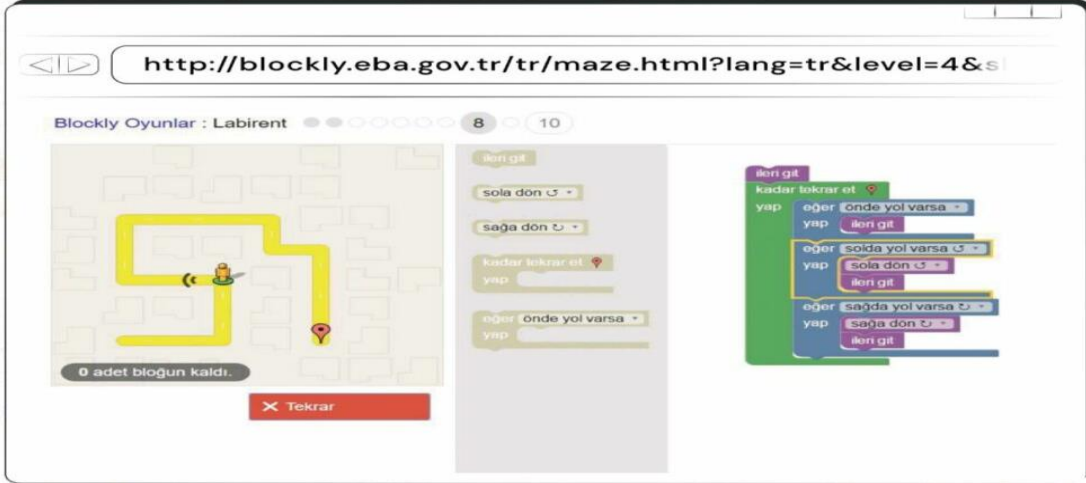 http://blockly.eba.gov.tr/tr/maze.html?lang=tr&level=4&s
Blockly Oyunlar : Labirent 8 10
0 adet bloğun kaldı.
Tekrar
ileri git
sola dön ↺
sağa dön ↻
kadar tekrar et
yap
eğer önde yol varsa
yap
ileri git
kadar tekrar et
yap eğer önde yol varsa
yap ileri git
eğer solda yol varsa ↺
yap sola dön ↺
ileri git
eğer sağda yol varsa ↻
yap sağa dön ↻
ileri git